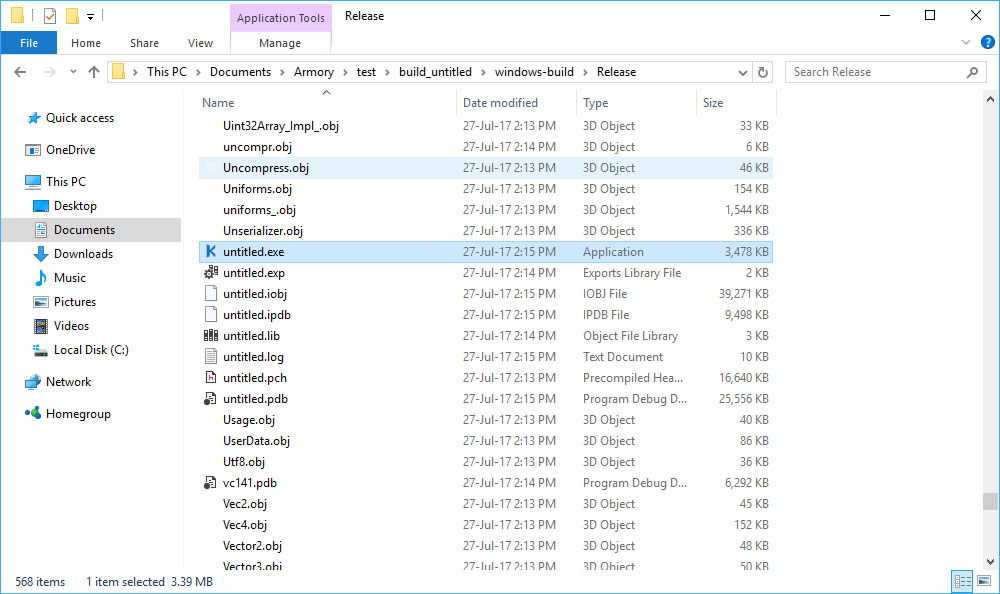 Application Tools Release
File Home Share View Manage
This PC Documents Armory test build_untitled windows-build Release Search Release
Name Date modified Type Size
Quick access
OneDrive
This PC
Desktop
Documents
Downloads
Music
Pictures
Videos
Local Disk (C:)
Network
Homegroup
Uint32Array_Impl_.obj 27-Jul-17 2:13 PM 3D Object 33 KB
uncompr.obj 27-Jul-17 2:14 PM 3D Object 6 KB
Uncompress.obj 27-Jul-17 2:13 PM 3D Object 46 KB
Uniforms.obj 27-Jul-17 2:13 PM 3D Object 154 KB
uniforms_.obj 27-Jul-17 2:13 PM 3D Object 1,544 KB
Unserializer.obj 27-Jul-17 2:13 PM 3D Object 336 KB
untitled.exe 27-Jul-17 2:15 PM Application 3,478 KB
untitled.exp 27-Jul-17 2:14 PM Exports Library File 2 KB
untitled.iobj 27-Jul-17 2:15 PM IOBJ File 39,271 KB
untitled.ipdb 27-Jul-17 2:15 PM IPDB File 9,498 KB
untitled.lib 27-Jul-17 2:14 PM Object File Library 3 KB
untitled.log 27-Jul-17 2:15 PM Text Document 10 KB
untitled.pch 27-Jul-17 2:13 PM Precompiled Hea... 16,640 KB
untitled.pdb 27-Jul-17 2:15 PM Program Debug D... 25,556 KB
Usage.obj 27-Jul-17 2:13 PM 3D Object 40 KB
UserData.obj 27-Jul-17 2:13 PM 3D Object 86 KB
Utf8.obj 27-Jul-17 2:13 PM 3D Object 36 KB
vc141.pdb 27-Jul-17 2:14 PM Program Debug D... 6,292 KB
Vec2.obj 27-Jul-17 2:13 PM 3D Object 45 KB
Vec4.obj 27-Jul-17 2:13 PM 3D Object 152 KB
Vector2.obj 27-Jul-17 2:13 PM 3D Object 48 KB
Vector3.obj 27-Jul-17 2:13 PM 3D Object 50 KB
568 items 1 item selected 3.39 MB